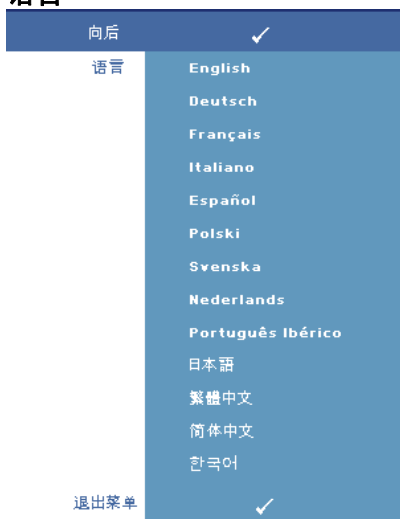 语言
向后 ✓
语言 English
Deutsch
Français
Italiano
Español
Polski
Svenska
Nederlands
Português Ibérico
日本語
繁體中文
简体中文
한국어
退出菜单 ✓